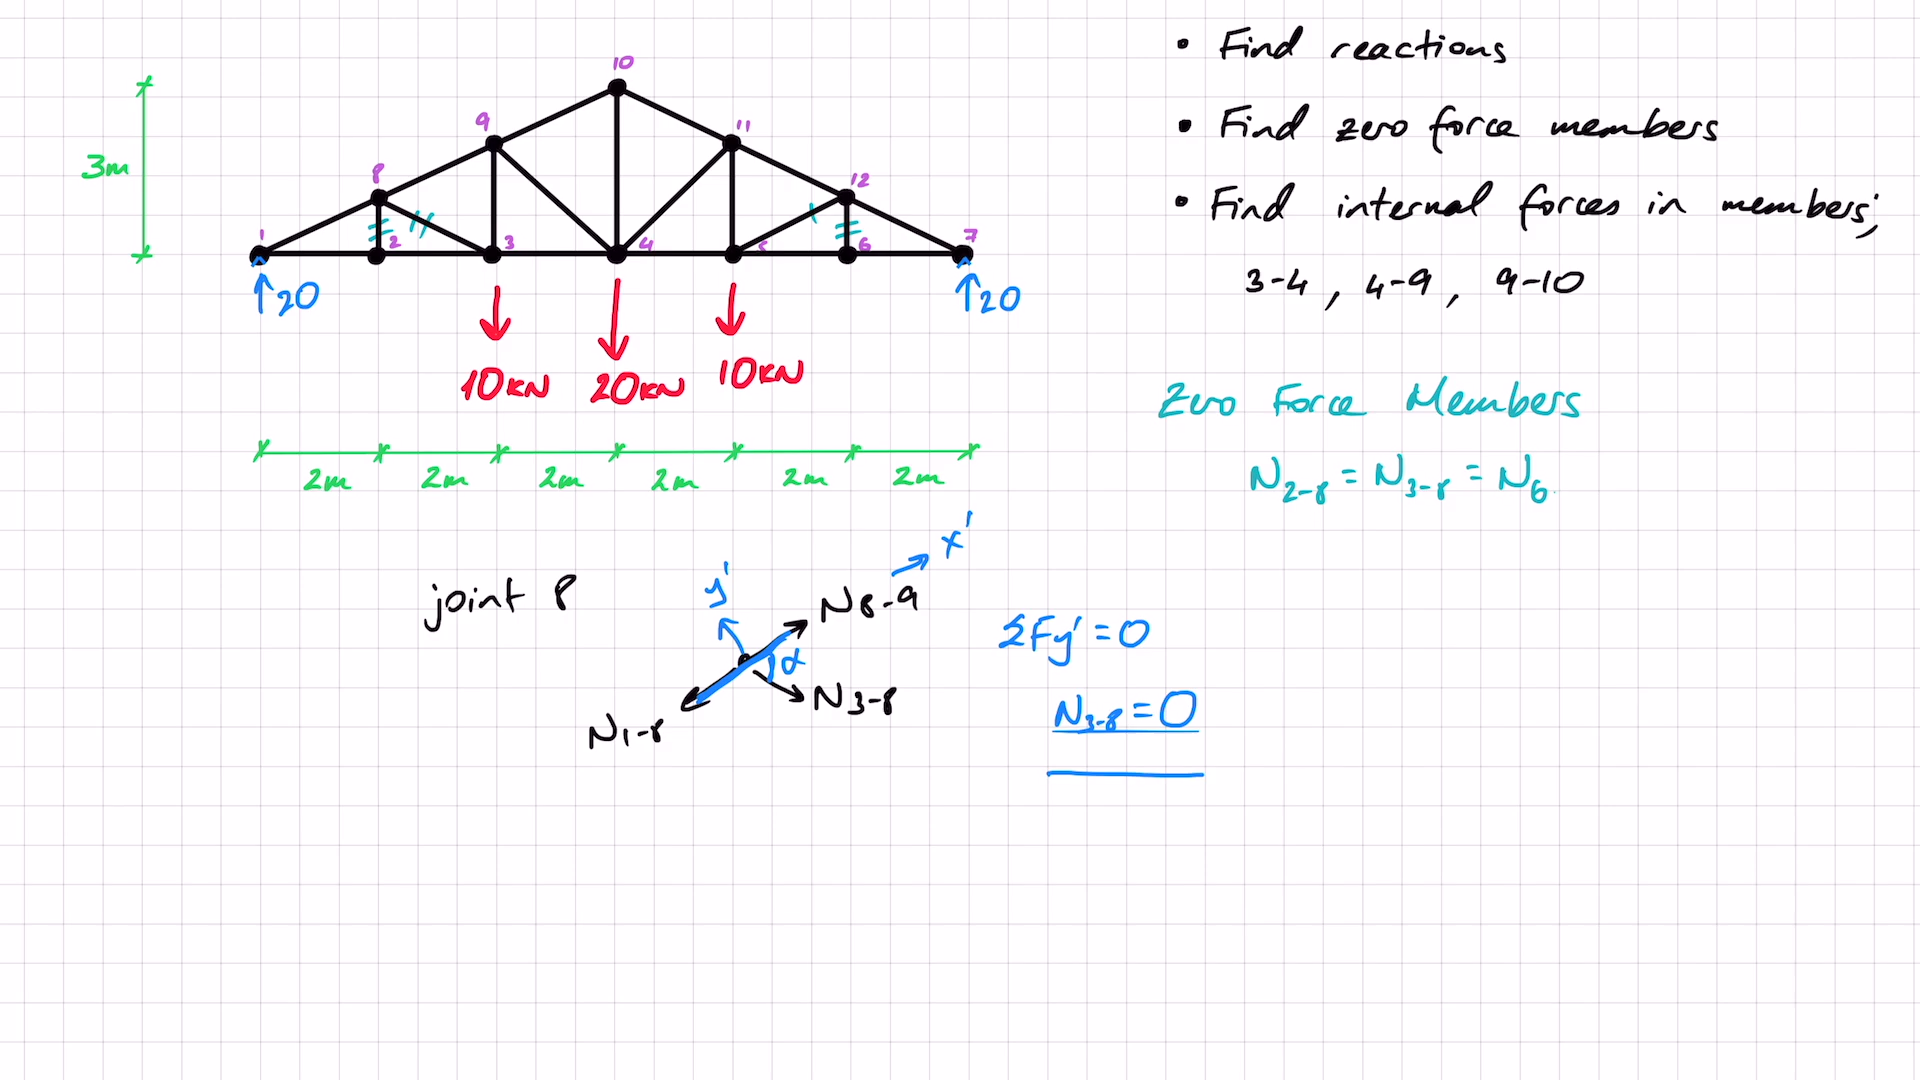 • Find reactions
• Find zero force members
• Find internal forces in members;
3-4 , 4-9 , 9-10
10
9
11
8
12
3m
1
2
3
4
5
6
7
↑20
↑20
10kN
20kN
10kN
2m 2m 2m 2m 2m 2m
Zero Force Members
N2-8 = N3-8 = N6
joint 8
y'
x'
N8-9
α
N3-8
N1-8
ΣFy' = 0
N3-8 = 0